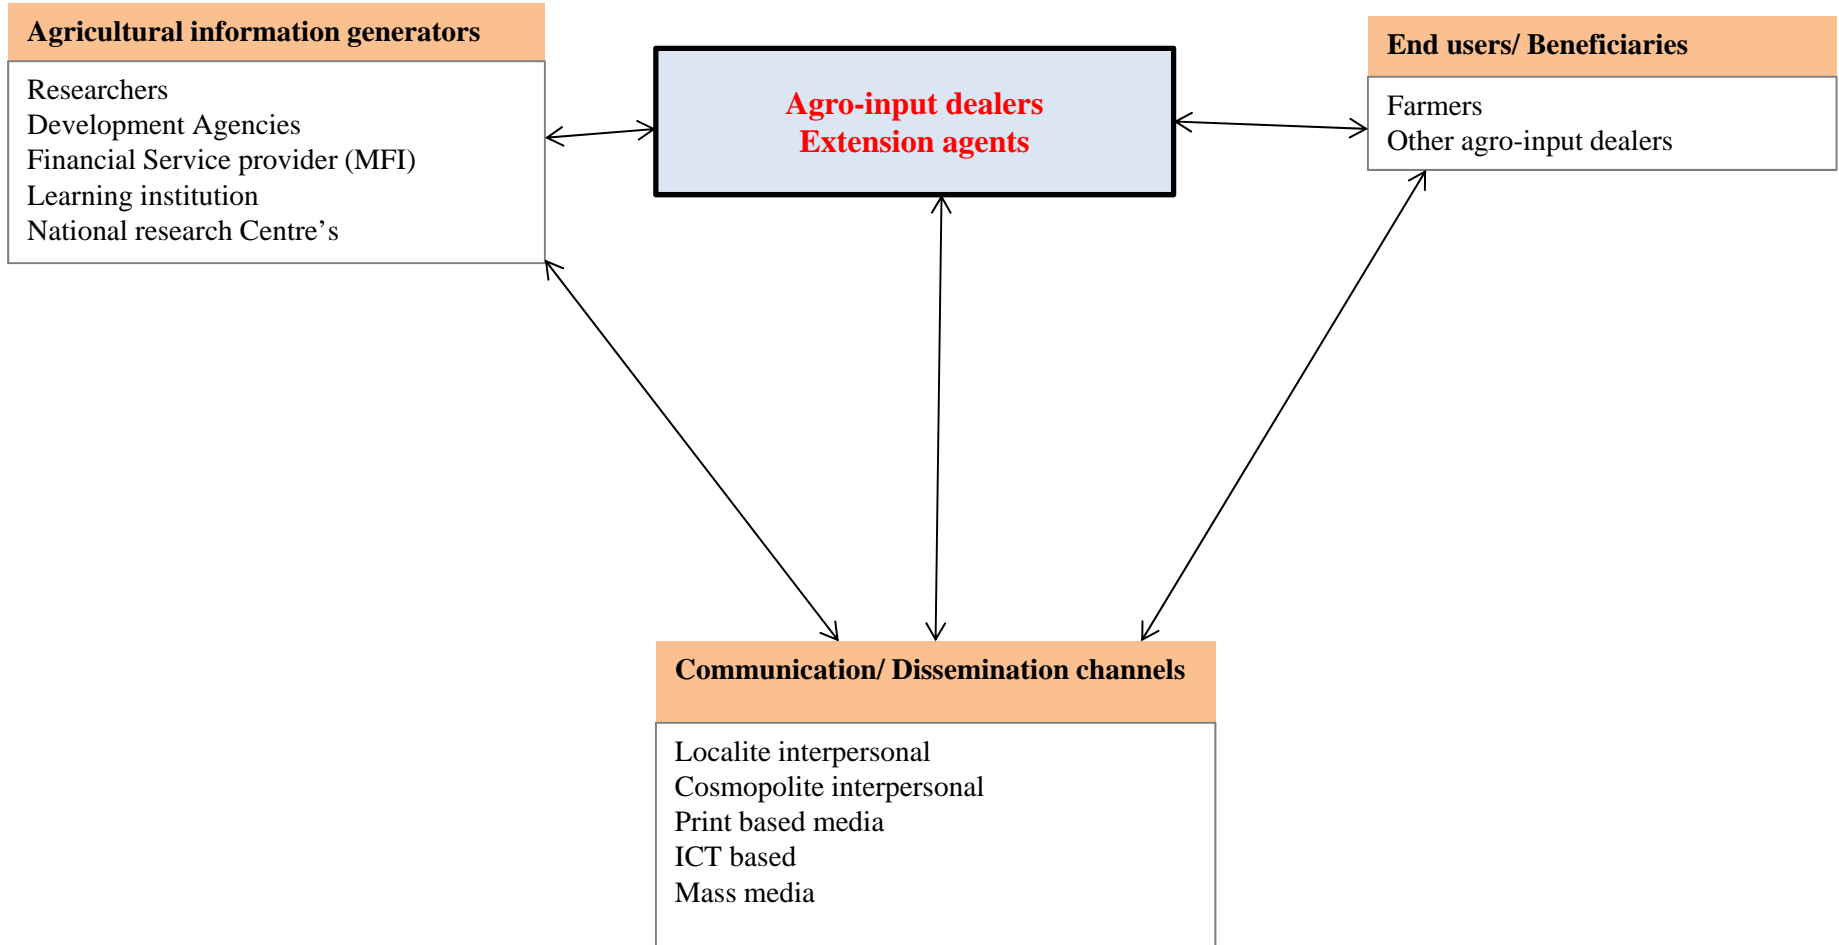 Agricultural information generators
Researchers
Development Agencies
Financial Service provider (MFI)
Learning institution
National research Centre’s
Agro-input dealers
Extension agents
End users/ Beneficiaries
Farmers
Other agro-input dealers
Communication/ Dissemination channels
Localite interpersonal
Cosmopolite interpersonal
Print based media
ICT based
Mass media